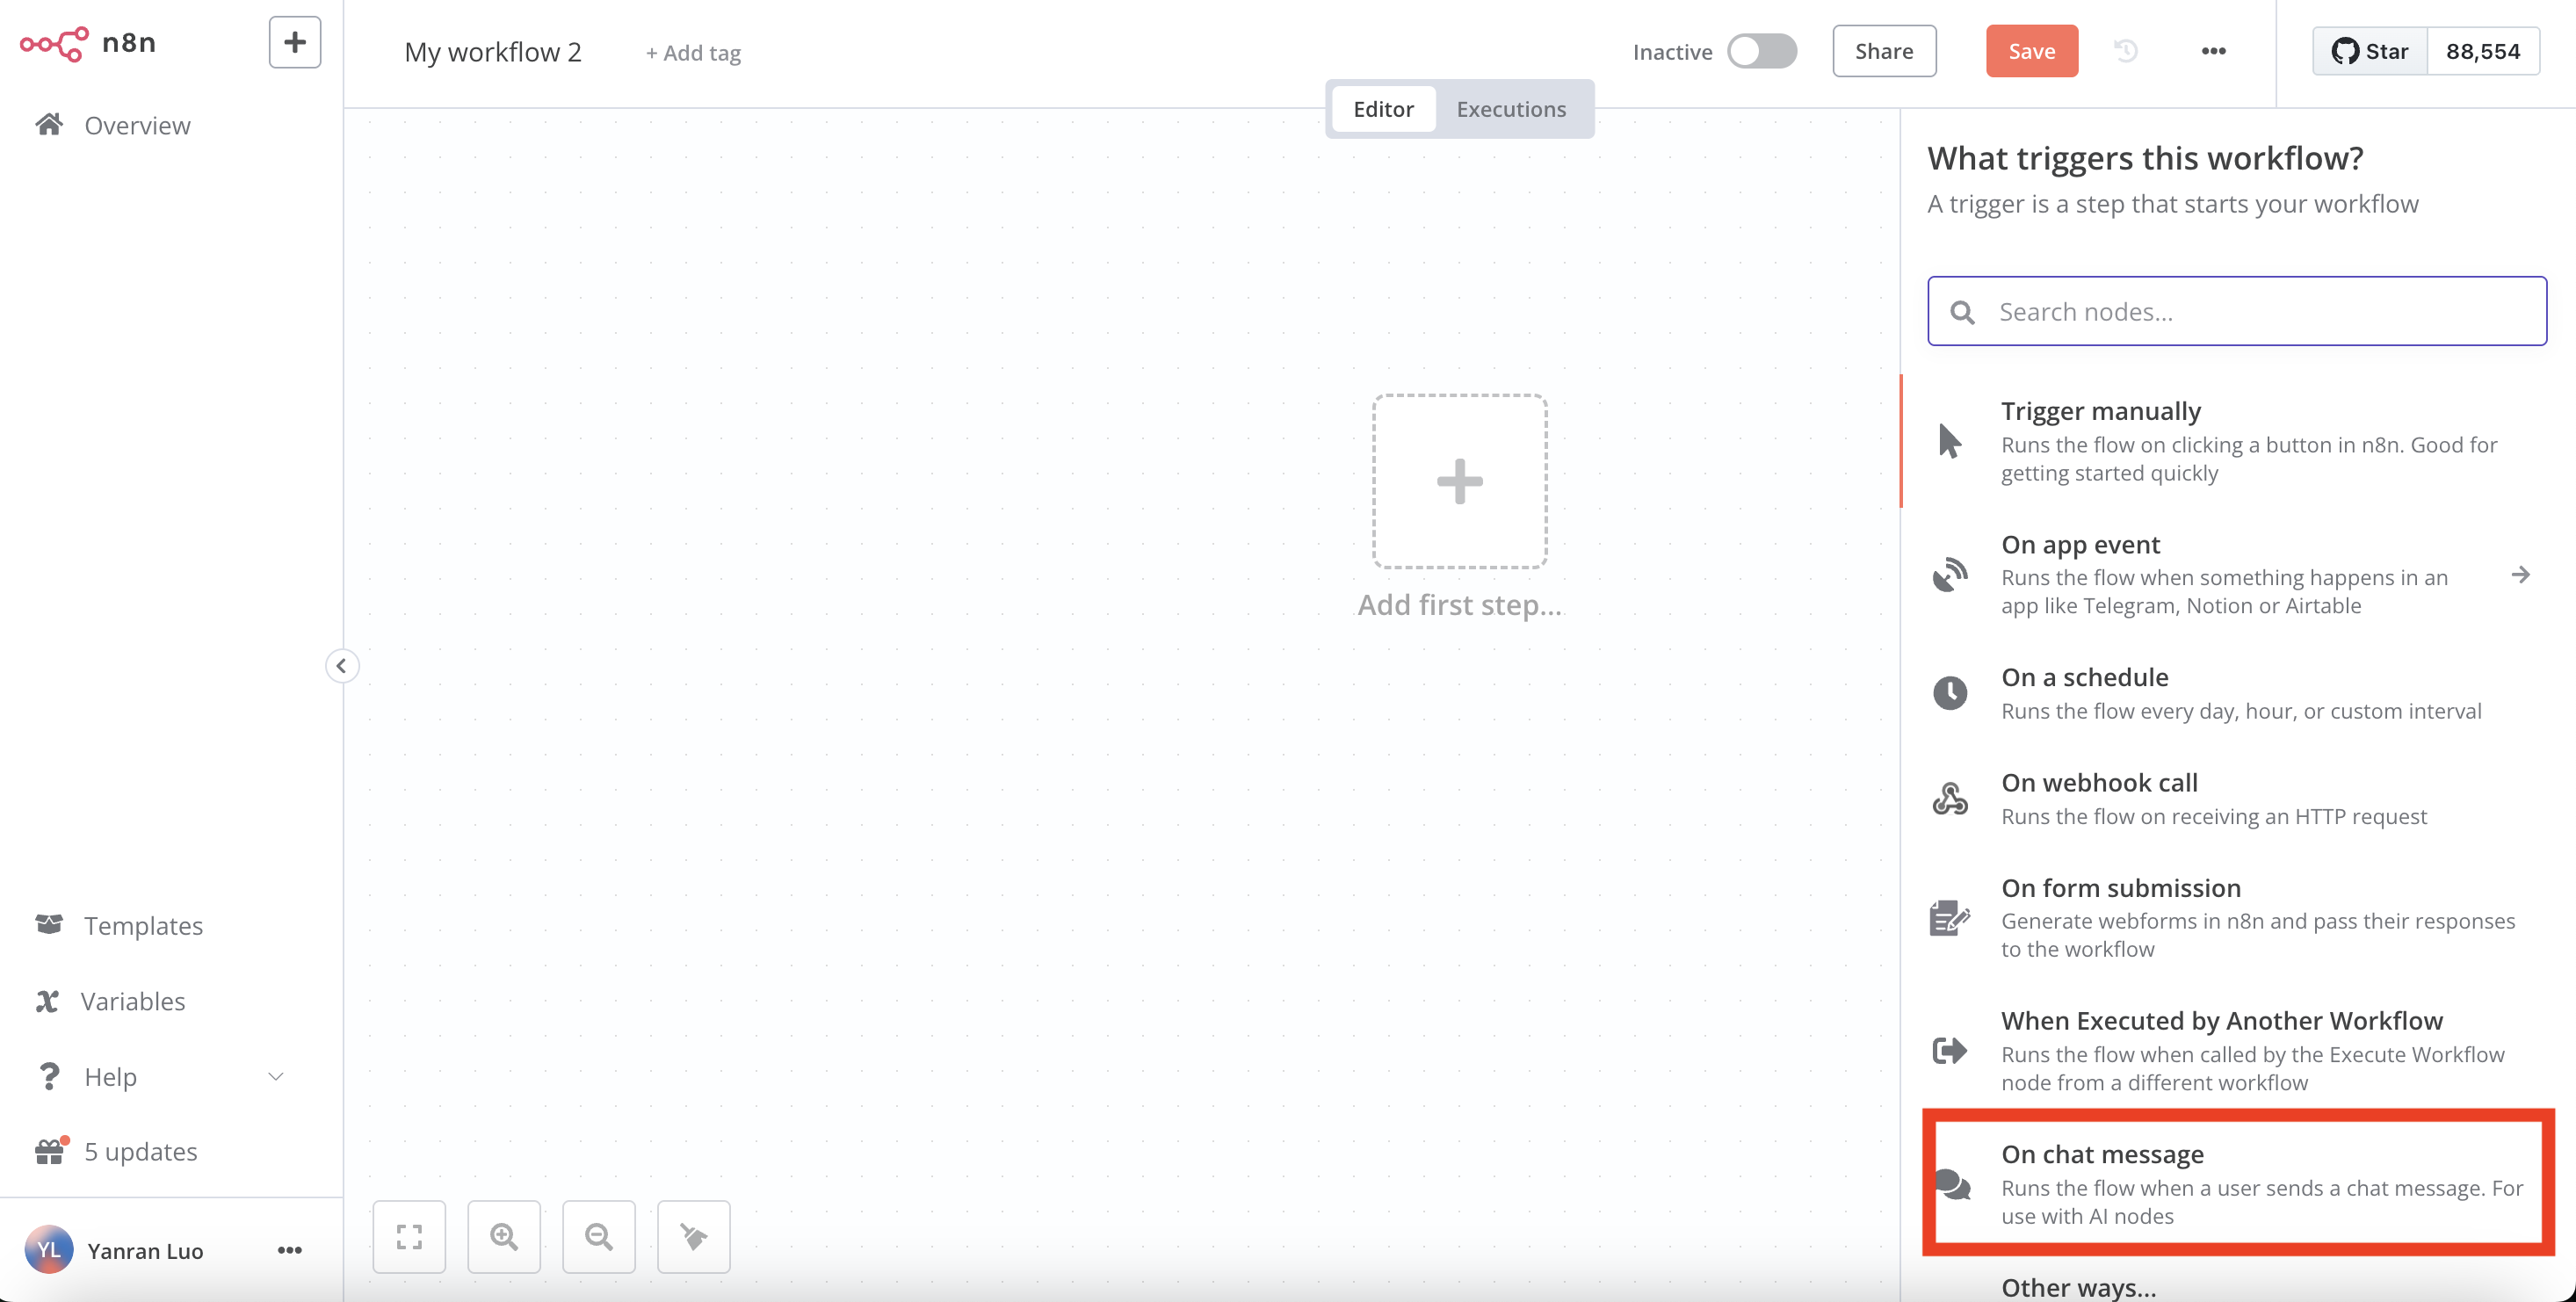 n8n
Overview
Templates
Variables
Help
5 updates
YL
Yanran Luo
My workflow 2
+ Add tag
Inactive
Share
Save
Star
88,554
Editor
Executions
Add first step...
What triggers this workflow?
A trigger is a step that starts your workflow
Search nodes...
Trigger manually
Runs the flow on clicking a button in n8n. Good for
getting started quickly
On app event
Runs the flow when something happens in an
app like Telegram, Notion or Airtable
On a schedule
Runs the flow every day, hour, or custom interval
On webhook call
Runs the flow on receiving an HTTP request
On form submission
Generate webforms in n8n and pass their responses
to the workflow
When Executed by Another Workflow
Runs the flow when called by the Execute Workflow
node from a different workflow
On chat message
Runs the flow when a user sends a chat message. For
use with AI nodes
Other ways...